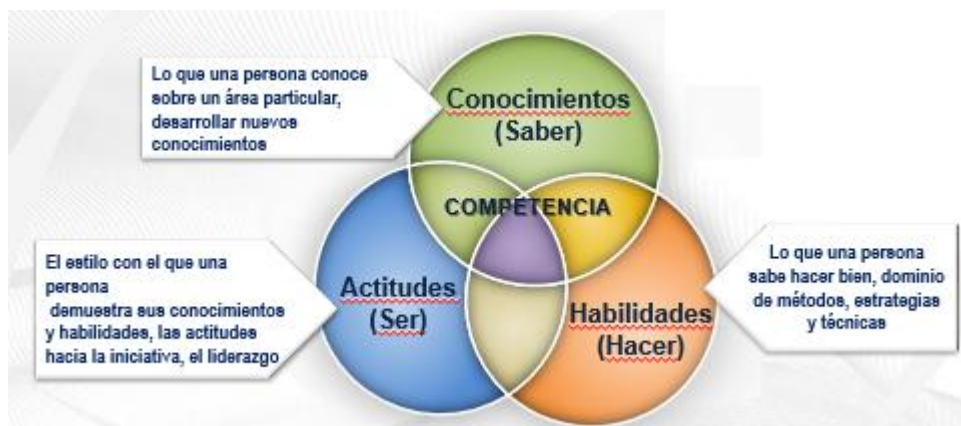 Lo que una persona conoce
sobre un área particular,
desarrollar nuevos
conocimientos
Conocimientos
(Saber)
COMPETENCIA
El estilo con el que una
persona
demuestra sus conocimientos
y habilidades, las actitudes
hacia la iniciativa, el liderazgo
Actitudes
(Ser)
Habilidades
(Hacer)
Lo que una persona
sabe hacer bien, dominio
de métodos, estrategias
y técnicas